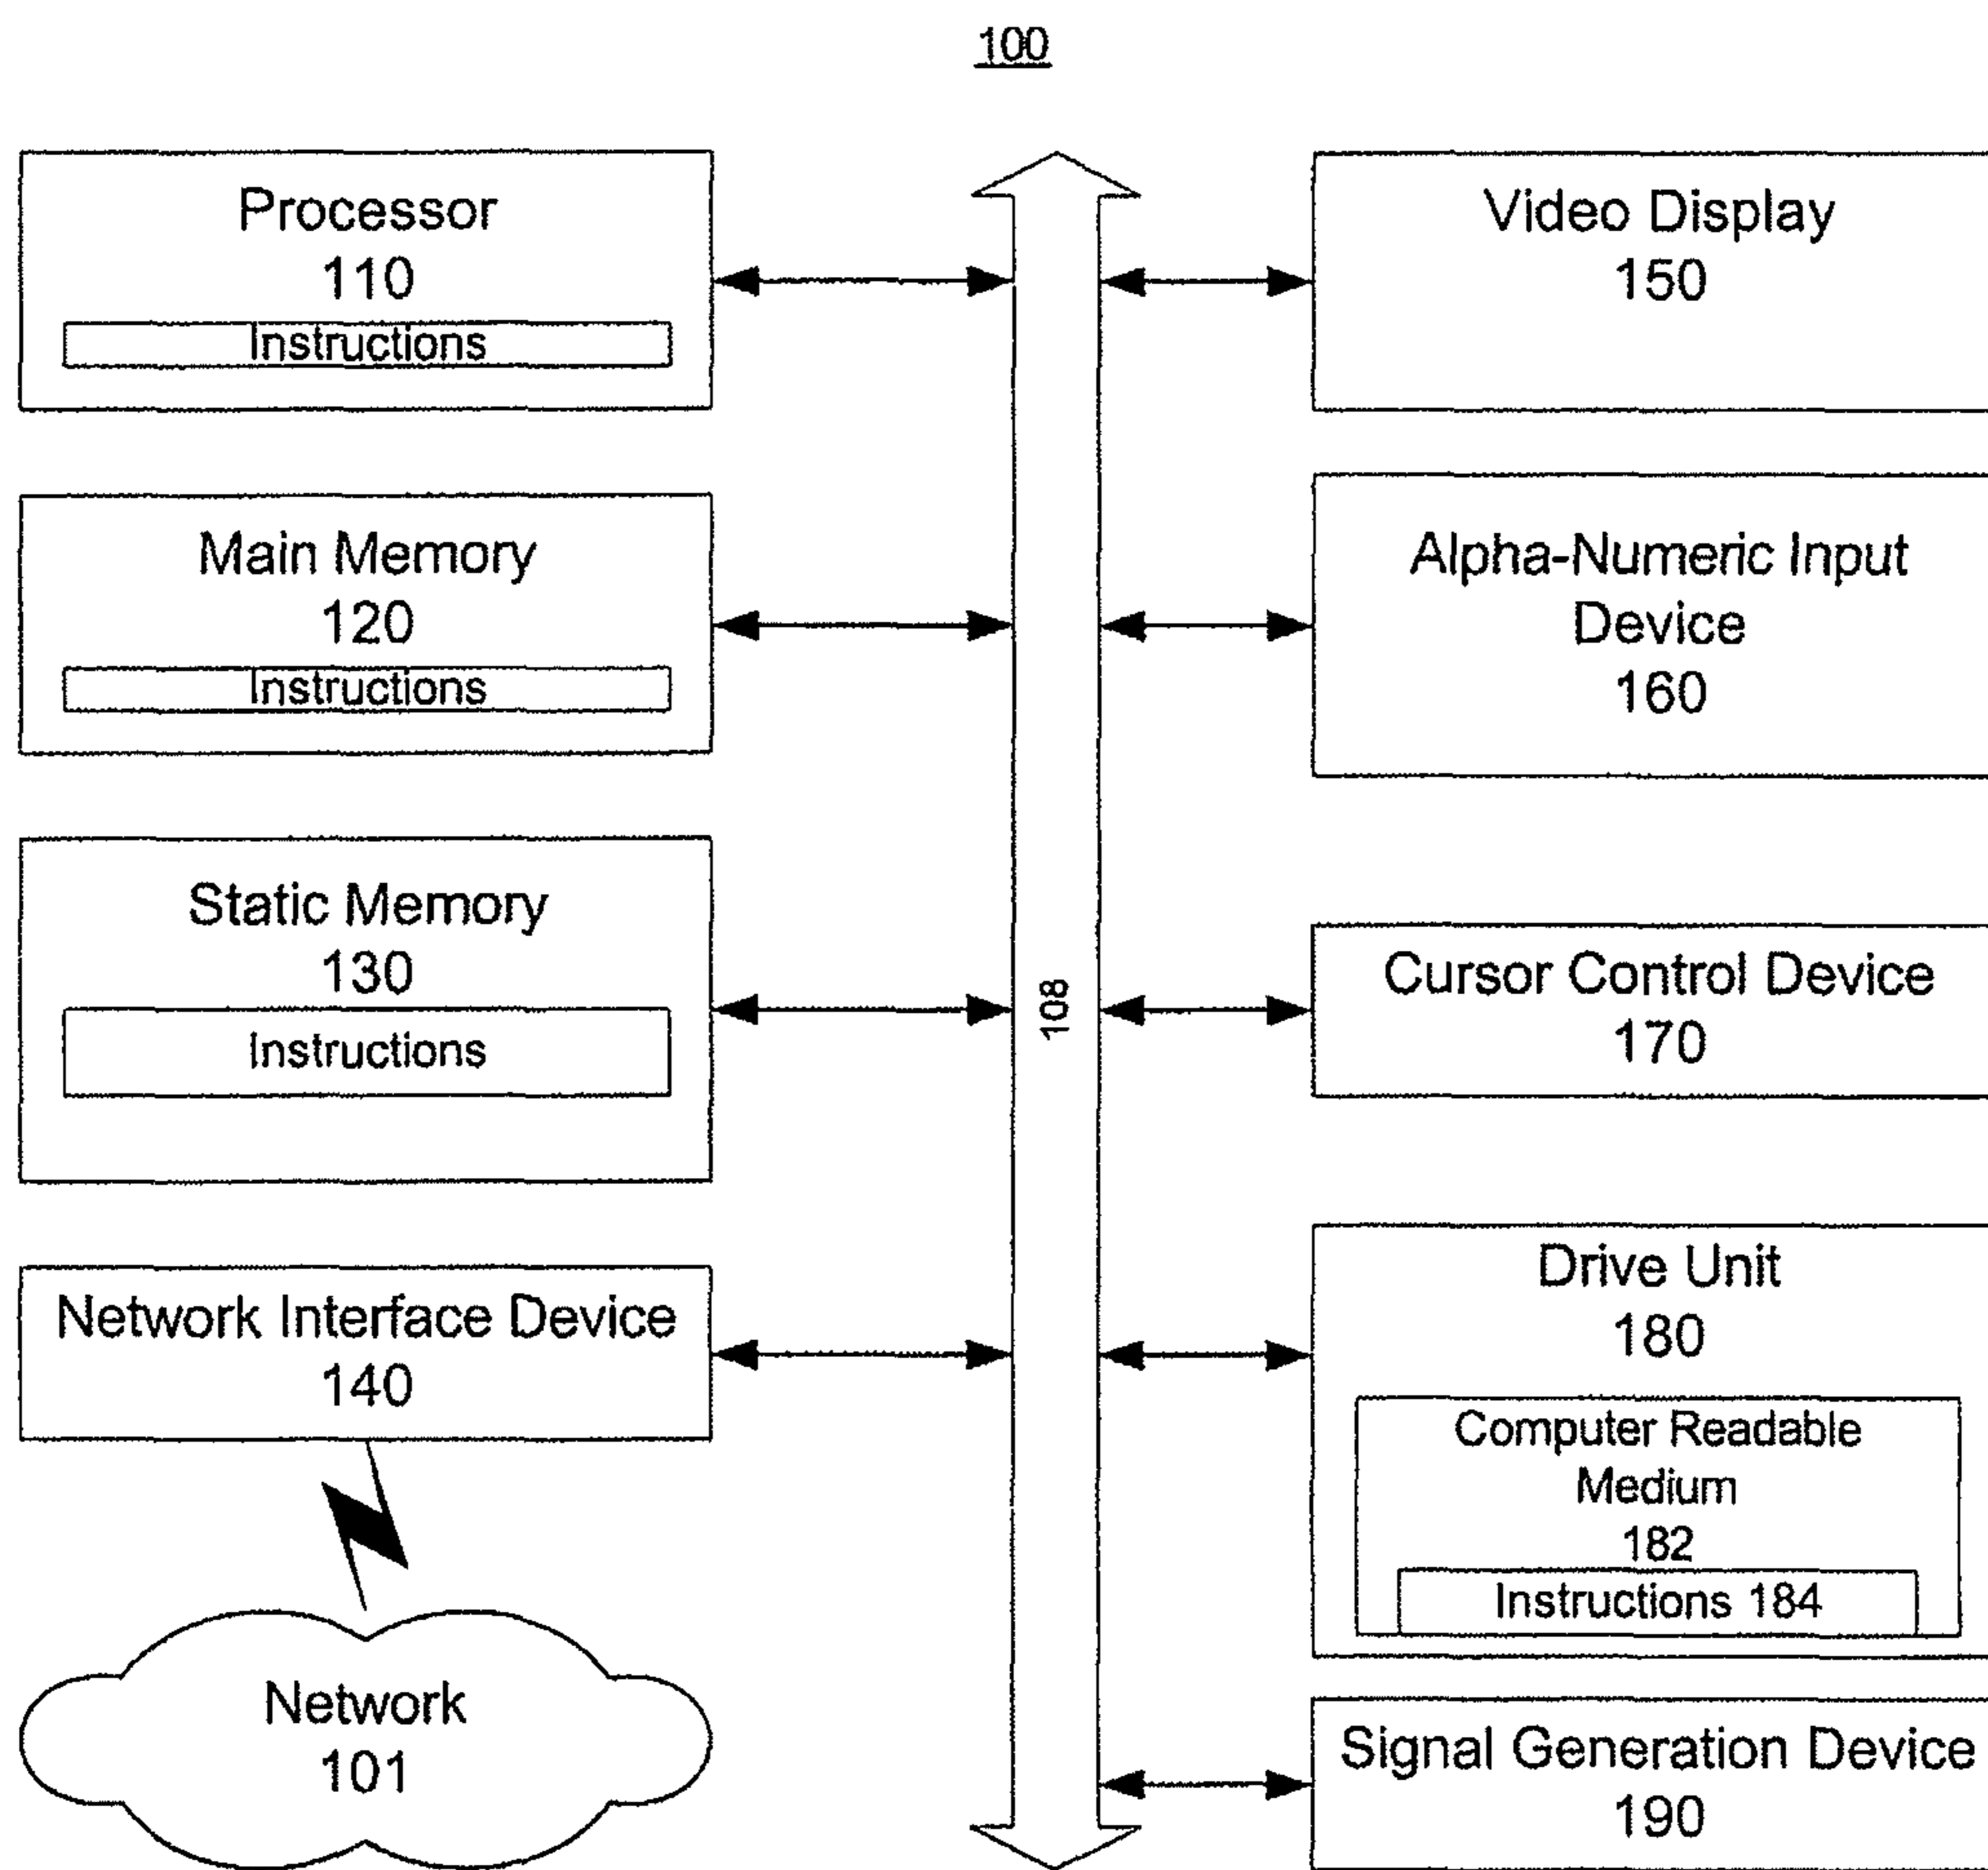 100
Processor
110
Instructions
Main Memory
120
Instructions
Static Memory
130
Instructions
Network Interface Device
140
Network
101
108
Video Display
150
Alpha-Numeric Input
Device
160
Cursor Control Device
170
Drive Unit
180
Computer Readable
Medium
182
Instructions 184
Signal Generation Device
190